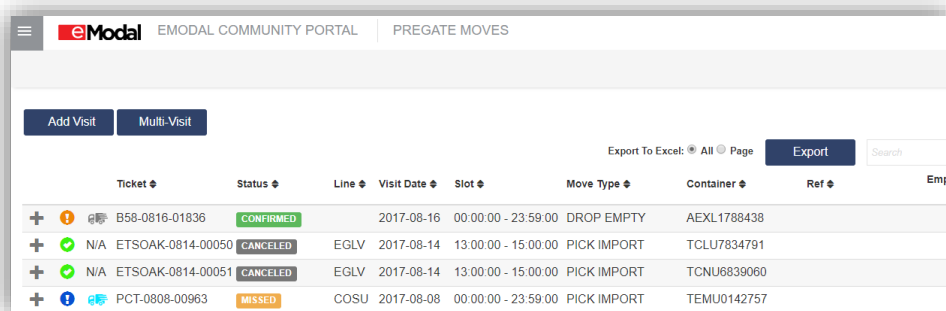 eModal EMODAL COMMUNITY PORTAL PREGATE MOVES
Add Visit Multi-Visit
Export To Excel: All Page Export Search
Ticket Status Line Visit Date Slot Move Type Container Ref Emp
B58-0816-01836 CONFIRMED 2017-08-16 00:00:00 - 23:59:00 DROP EMPTY AEXL1788438
N/A ETSOAK-0814-00050 CANCELED EGLV 2017-08-14 13:00:00 - 15:00:00 PICK IMPORT TCLU7834791
N/A ETSOAK-0814-00051 CANCELED EGLV 2017-08-14 13:00:00 - 15:00:00 PICK IMPORT TCNU6839060
PCT-0808-00963 MISSED COSU 2017-08-08 00:00:00 - 23:59:00 PICK IMPORT TEMU0142757